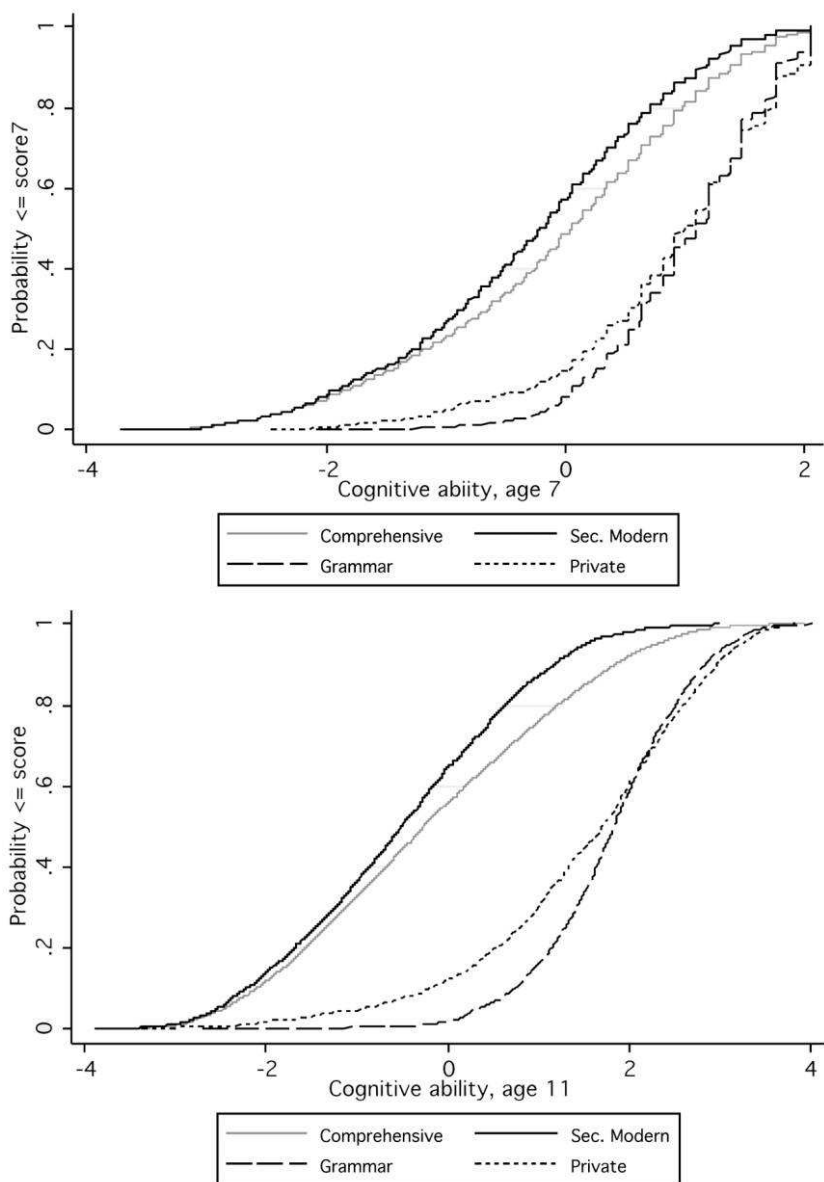 1
.8
.6
.4
.2
0
Probability <= score7
-4 -2 0 2
Cognitive abiity, age 7
Comprehensive Sec. Modern
Grammar Private
1
.8
.6
.4
.2
0
Probability <= score
-4 -2 0 2 4
Cognitive ability, age 11
Comprehensive Sec. Modern
Grammar Private